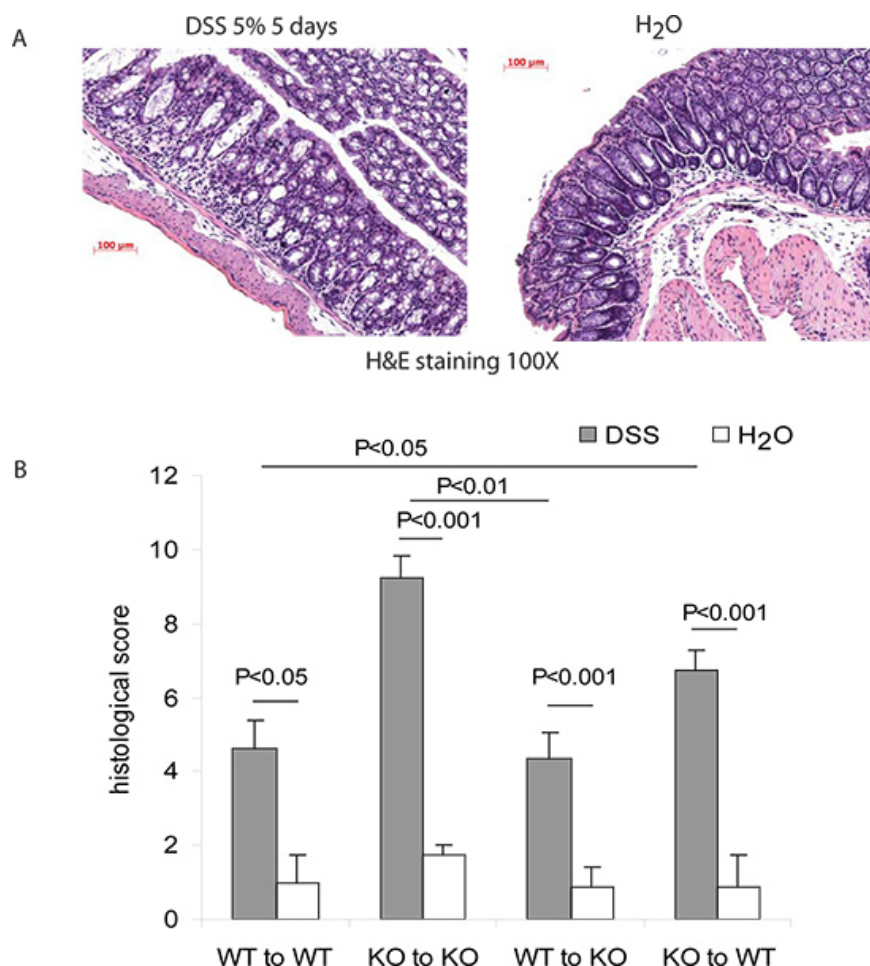 A
DSS 5% 5 days
H₂O
100 μm
100 μm
H&E staining 100X
B
DSS
H₂O
P<0.05
P<0.01
P<0.001
P<0.001
P<0.05
P<0.001
histological score
12
10
8
6
4
2
0
WT to WT
KO to KO
WT to KO
KO to WT